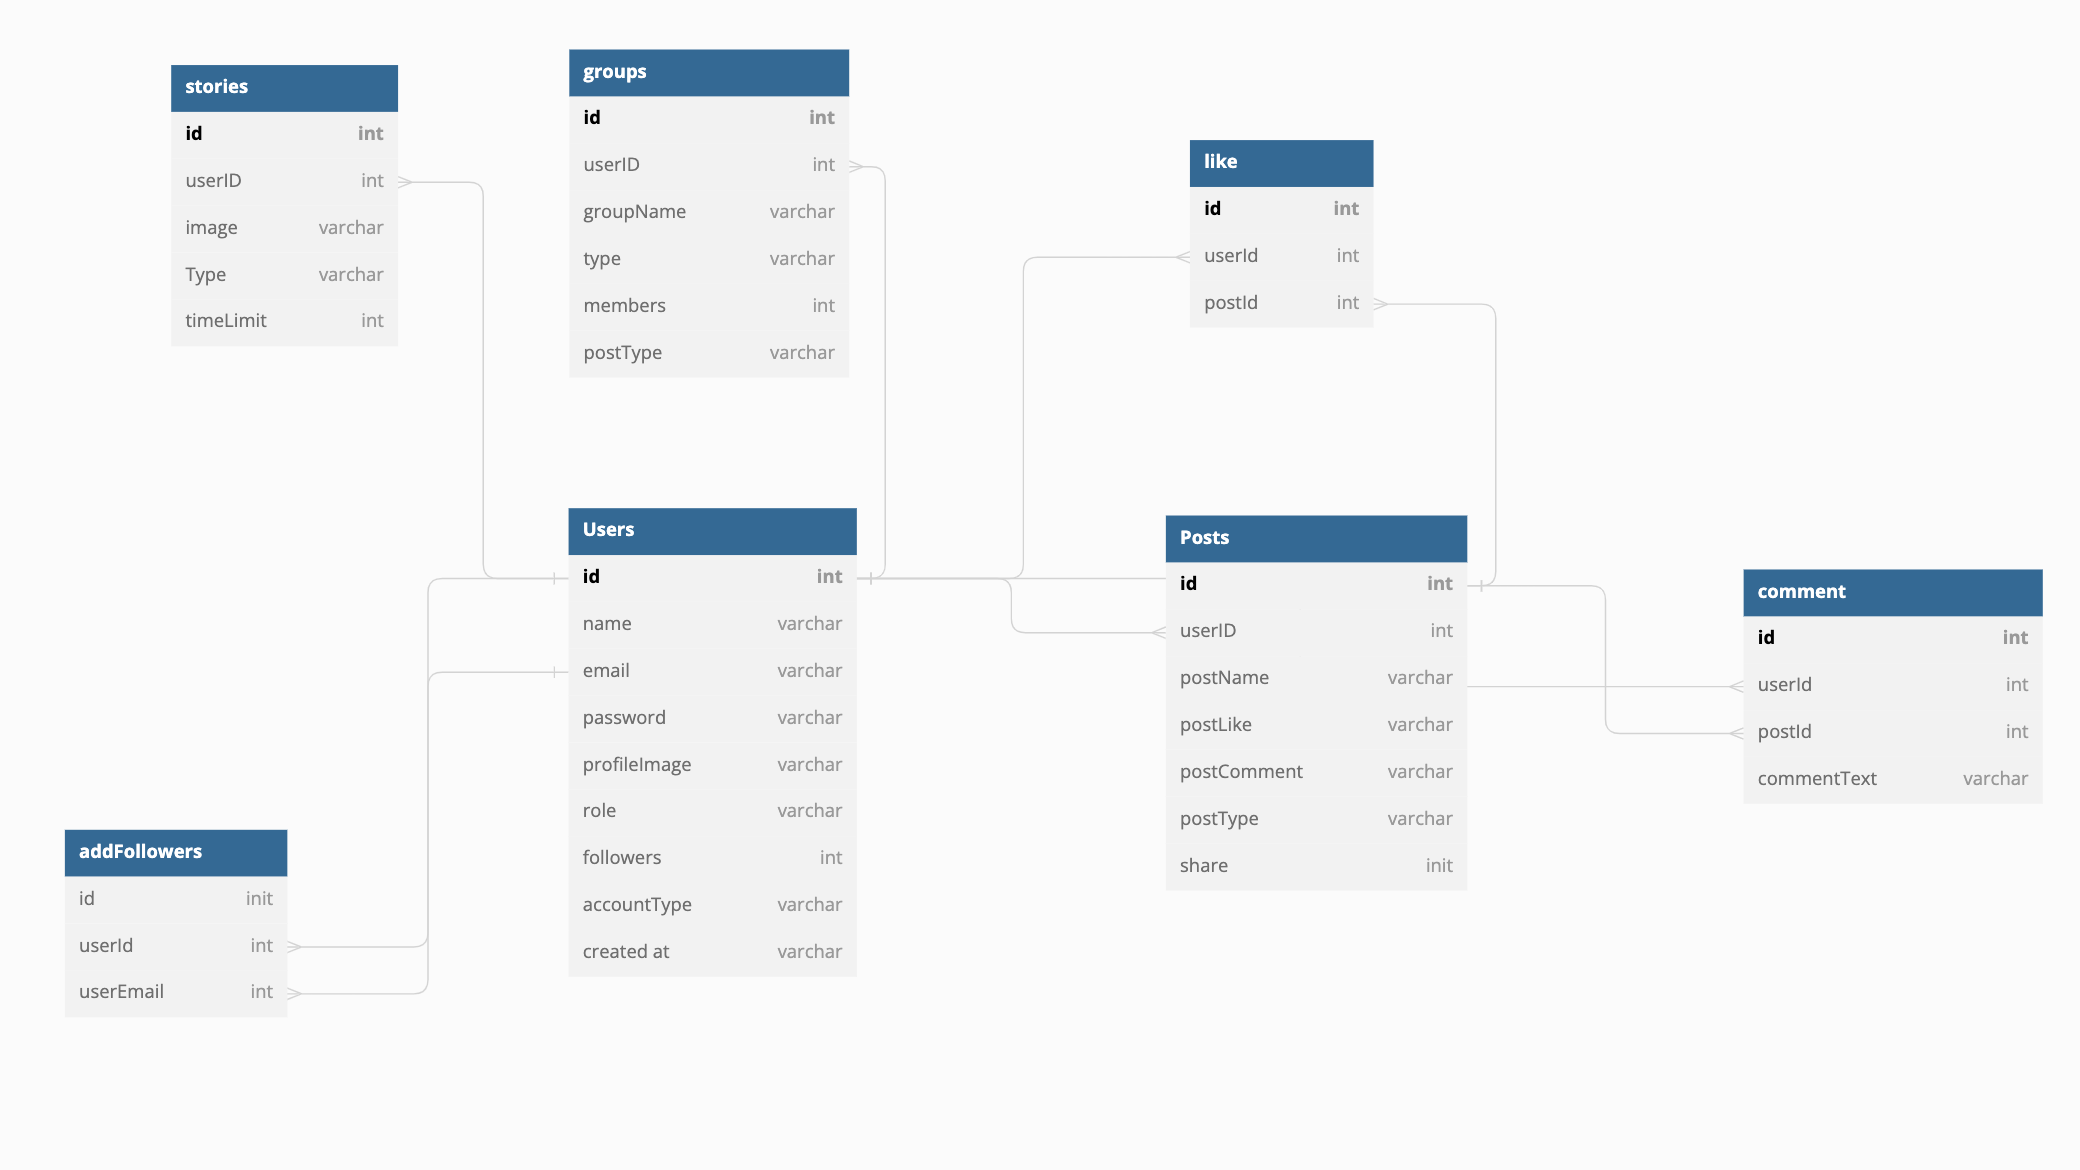 stories
id int
userID int
image varchar
Type varchar
timeLimit int
groups
id int
userID int
groupName varchar
type varchar
members int
postType varchar
like
id int
userId int
postId int
Users
id int
name varchar
email varchar
password varchar
profileImage varchar
role varchar
followers int
accountType varchar
created at varchar
Posts
id int
userID int
postName varchar
postLike varchar
postComment varchar
postType varchar
share init
comment
id int
userId int
postId int
commentText varchar
addFollowers
id init
userId int
userEmail int